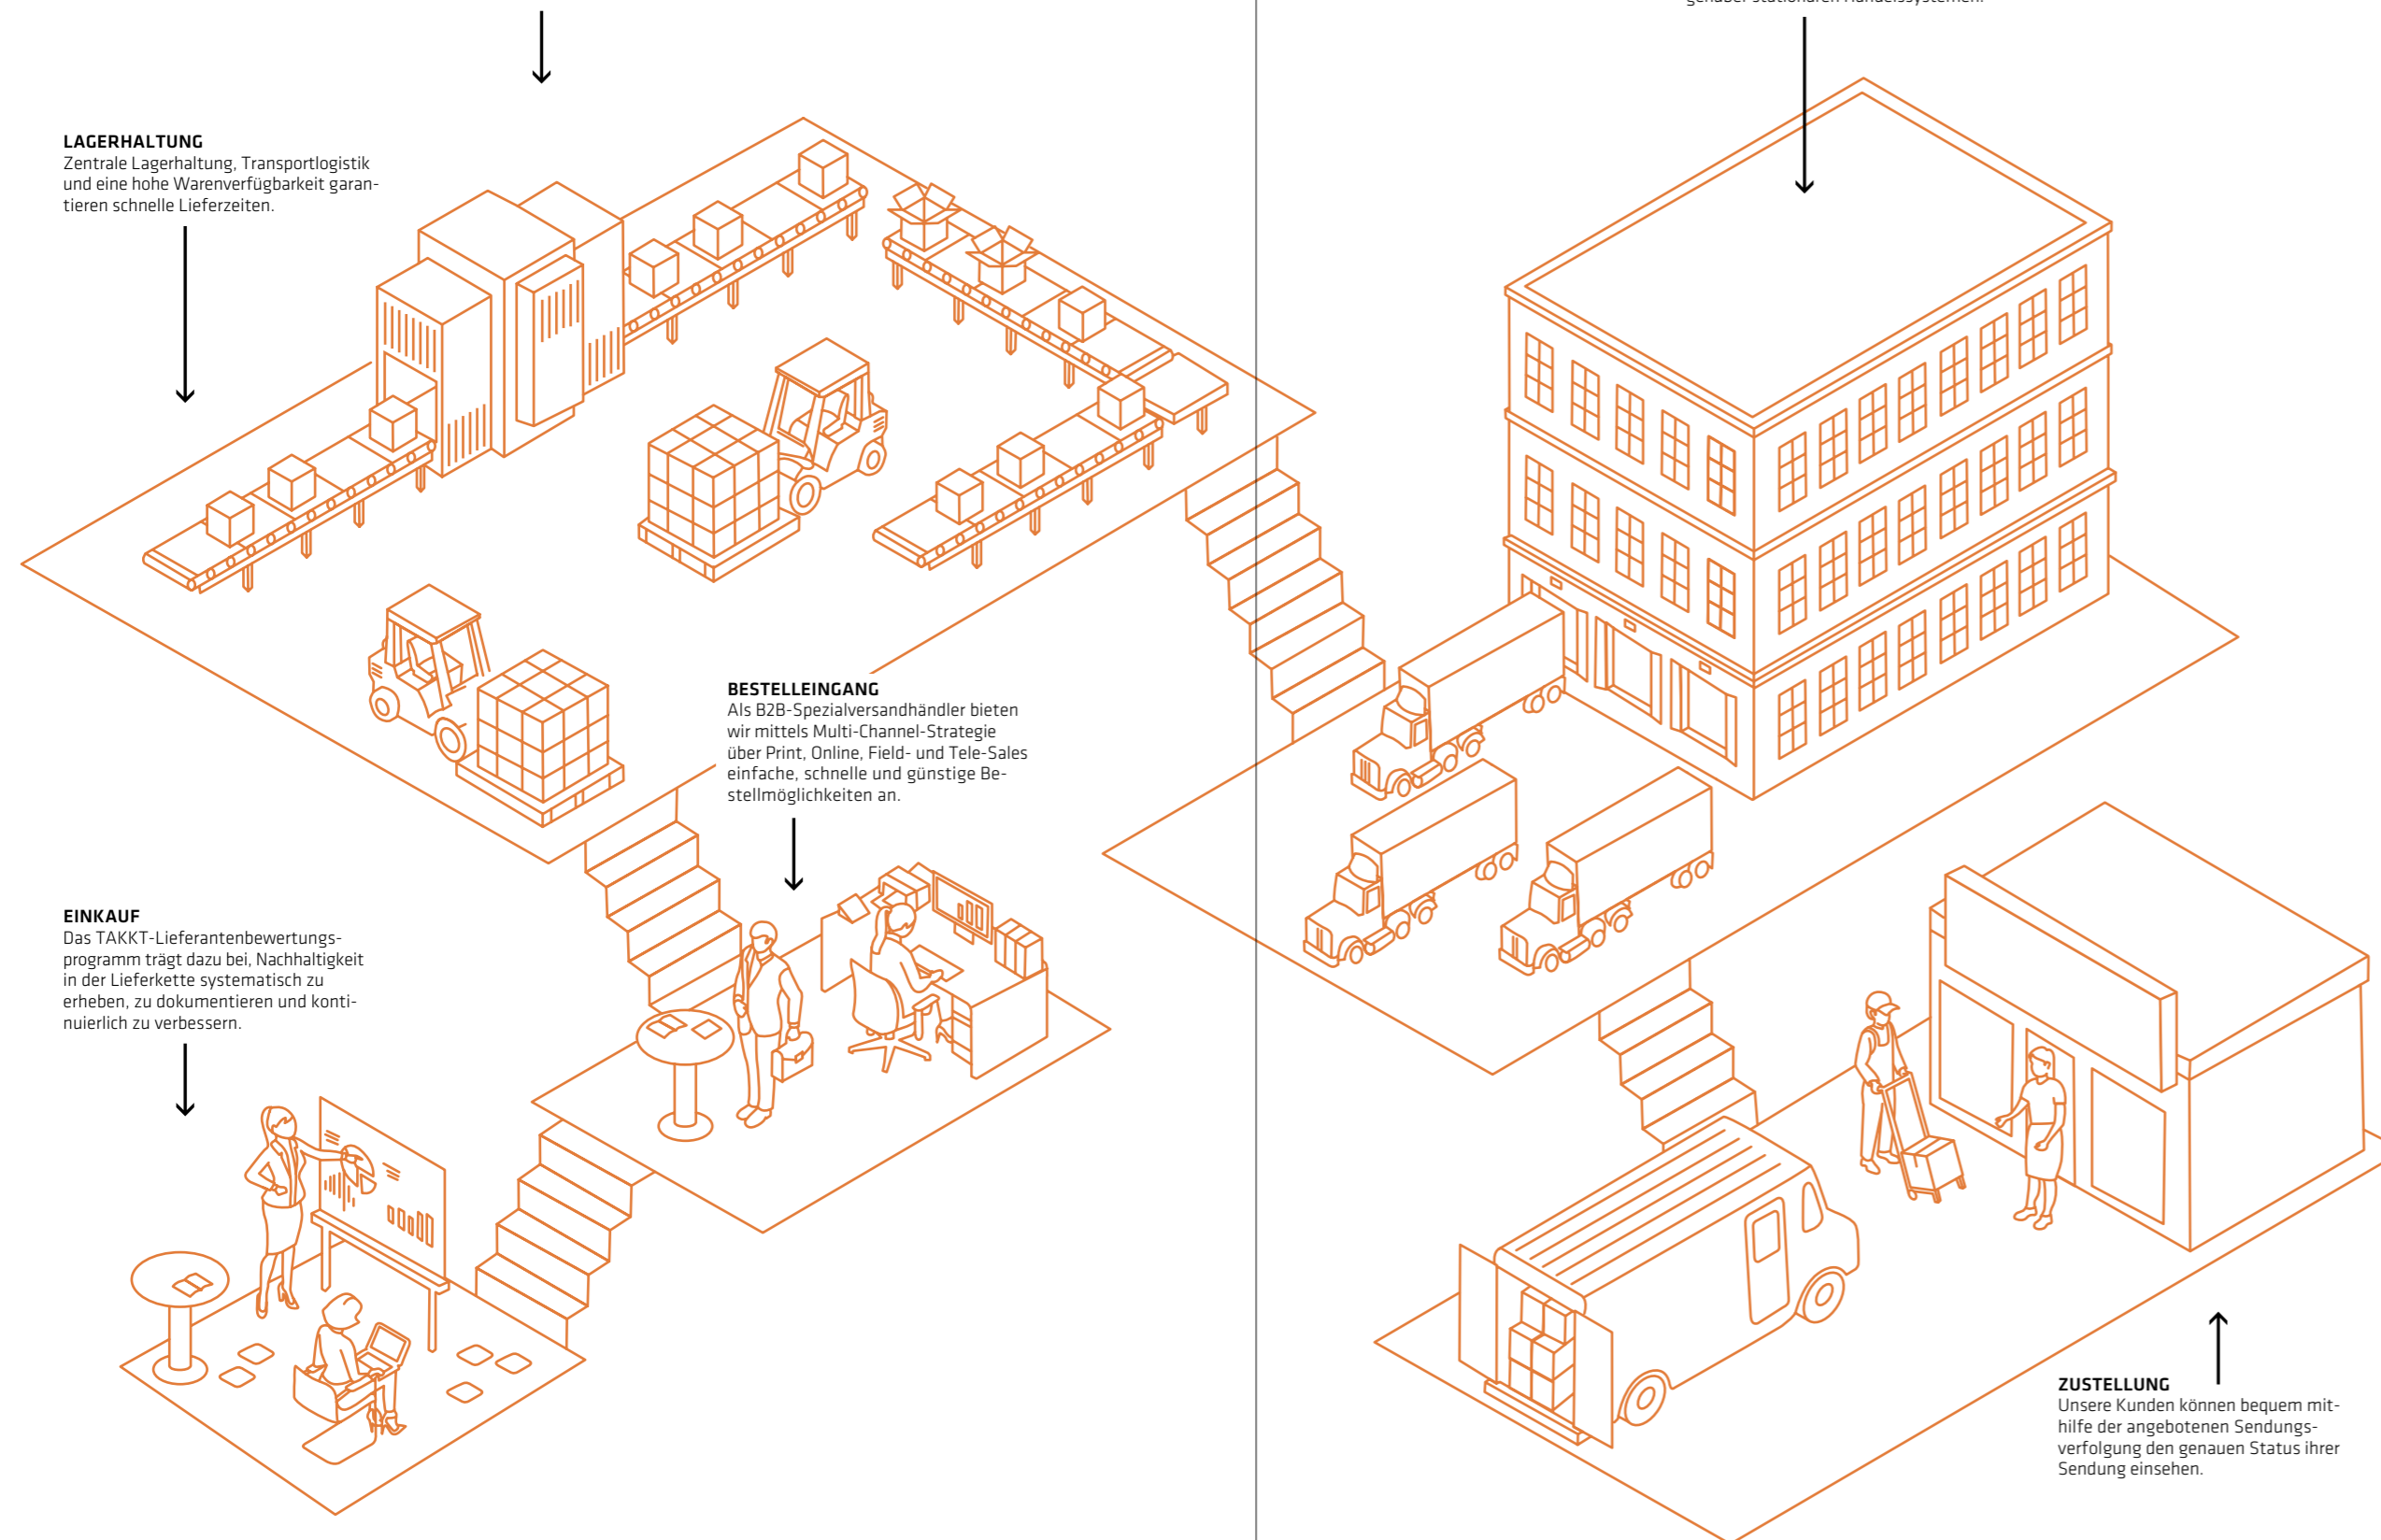 genüber stationären Handelssystemen.
LAGERHALTUNG
Zentrale Lagerhaltung, Transportlogistik
und eine hohe Warenverfügbarkeit garan-
tieren schnelle Lieferzeiten.
BESTELLEINGANG
Als B2B-Spezialversandhändler bieten
wir mittels Multi-Channel-Strategie
über Print, Online, Field- und Tele-Sales
einfache, schnelle und günstige Be-
stellmöglichkeiten an.
EINKAUF
Das TAKKT-Lieferantenbewertungs-
programm trägt dazu bei, Nachhaltigkeit
in der Lieferkette systematisch zu
erheben, zu dokumentieren und konti-
nuierlich zu verbessern.
ZUSTELLUNG
Unsere Kunden können bequem mit-
hilfe der angebotenen Sendungs-
verfolgung den genauen Status ihrer
Sendung einsehen.